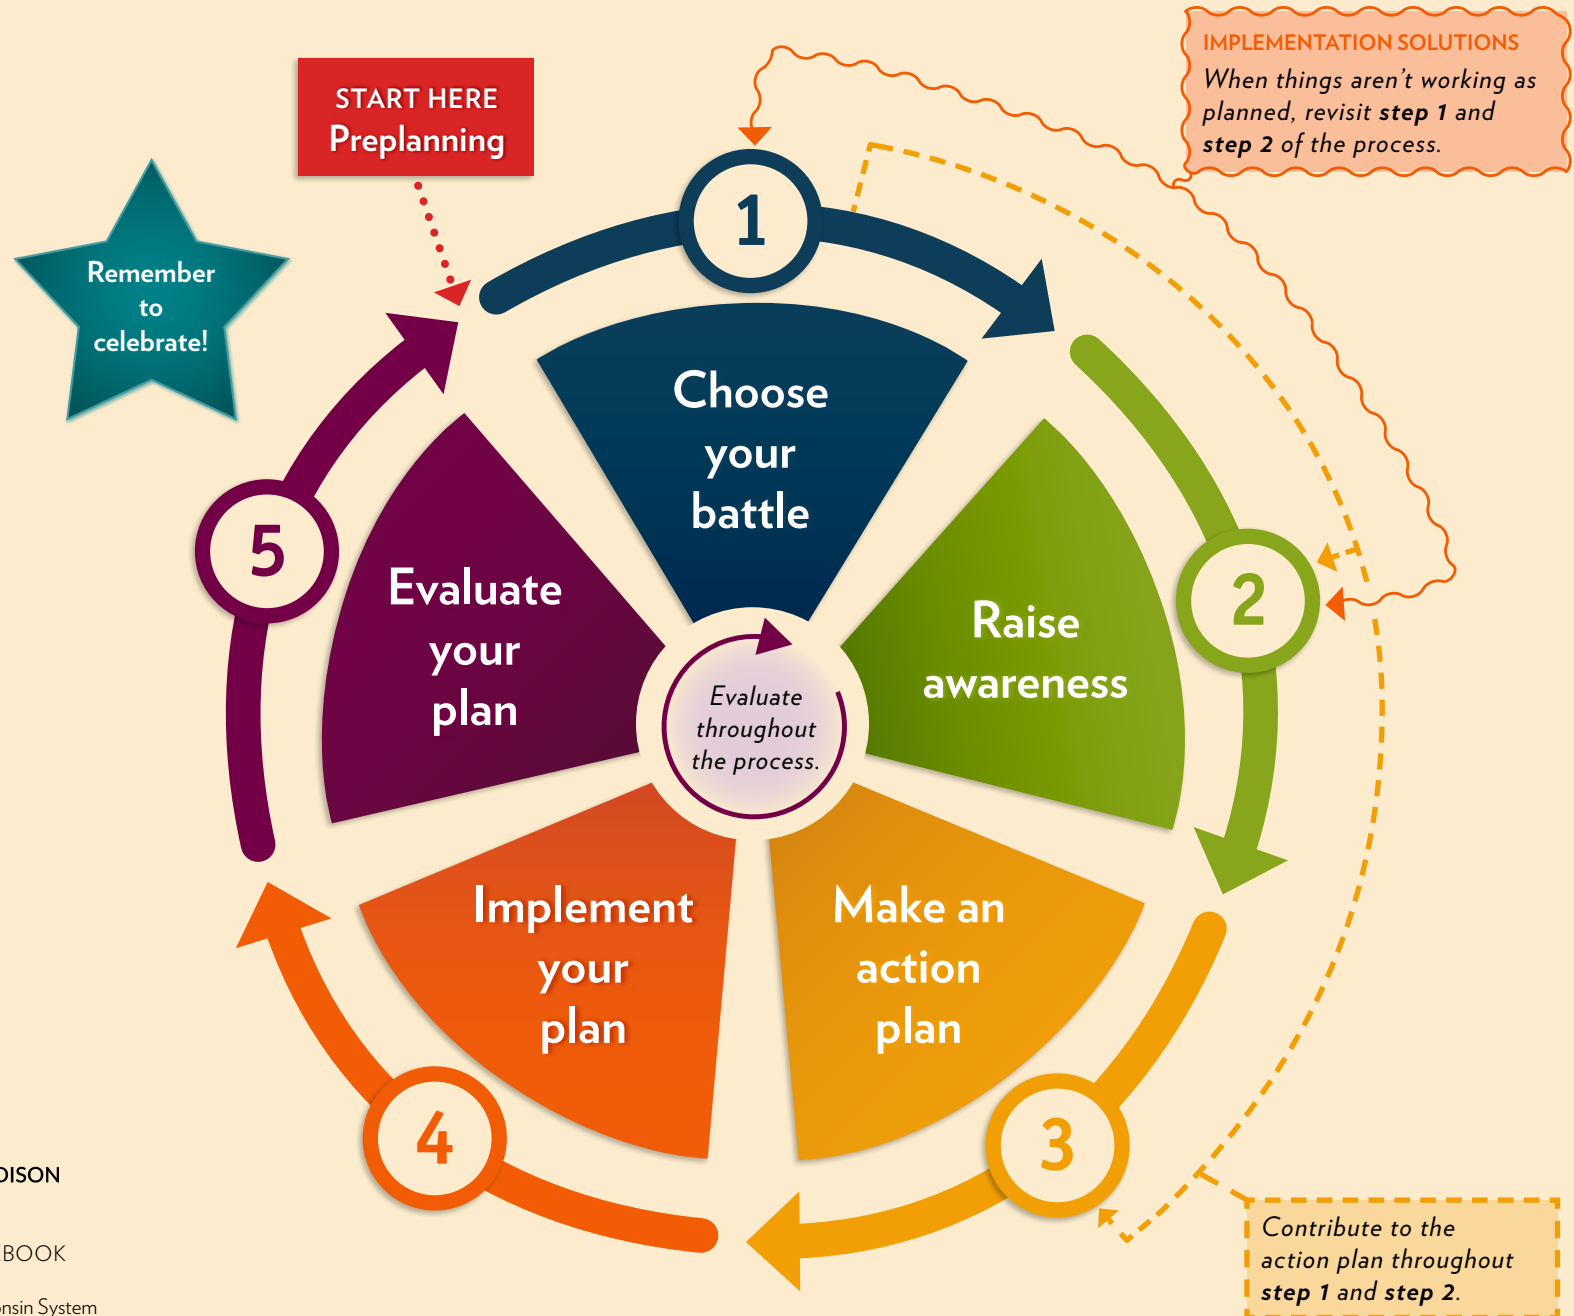 IMPLEMENTATION SOLUTIONS
When things aren't working as
planned, revisit step 1 and
step 2 of the process.
START HERE
Preplanning
Remember
to
celebrate!
1
Choose
your
battle
2
Raise
awareness
3
Make an
action
plan
4
Implement
your
plan
5
Evaluate
your
plan
Evaluate
throughout
the process.
Contribute to the
action plan throughout
step 1 and step 2.
DISON
EBOOK
onsin System